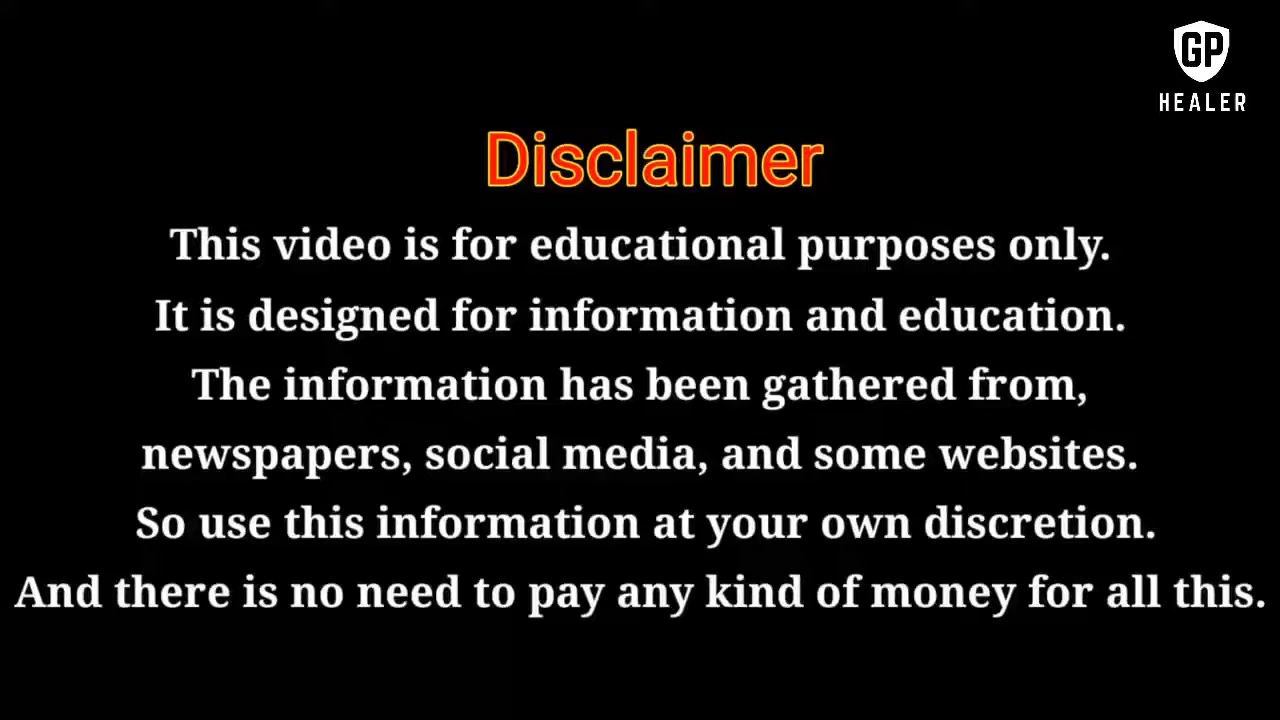 GP
HEALER
Disclaimer
This video is for educational purposes only.
It is designed for information and education.
The information has been gathered from,
newspapers, social media, and some websites.
So use this information at your own discretion.
And there is no need to pay any kind of money for all this.